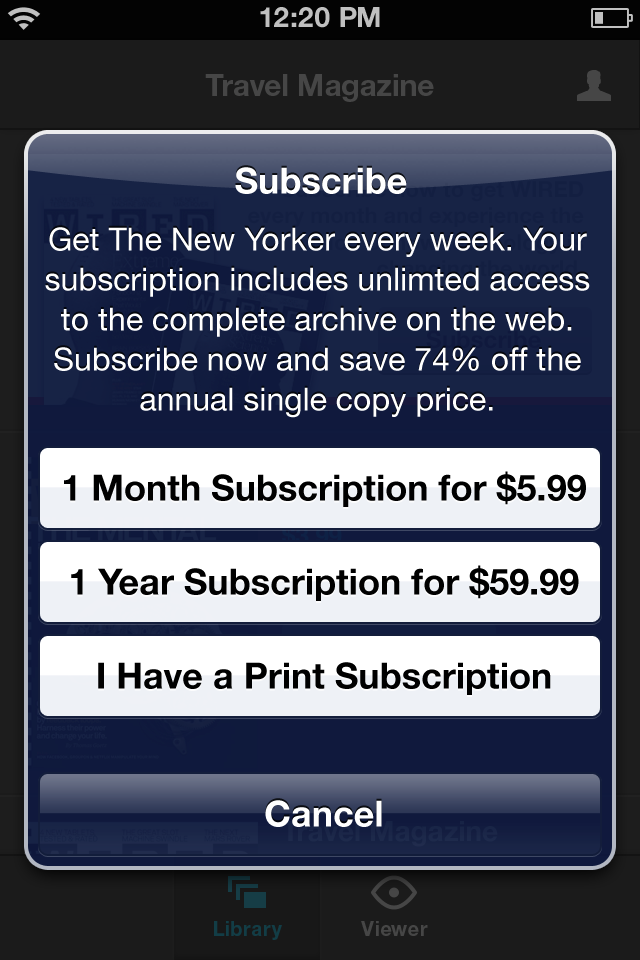 12:20 PM
Travel Magazine
Subscribe
Get The New Yorker every week. Your
subscription includes unlimted access
to the complete archive on the web.
Subscribe now and save 74% off the
annual single copy price.
1 Month Subscription for $5.99
1 Year Subscription for $59.99
I Have a Print Subscription
Cancel
Travel Magazine
Library
Viewer